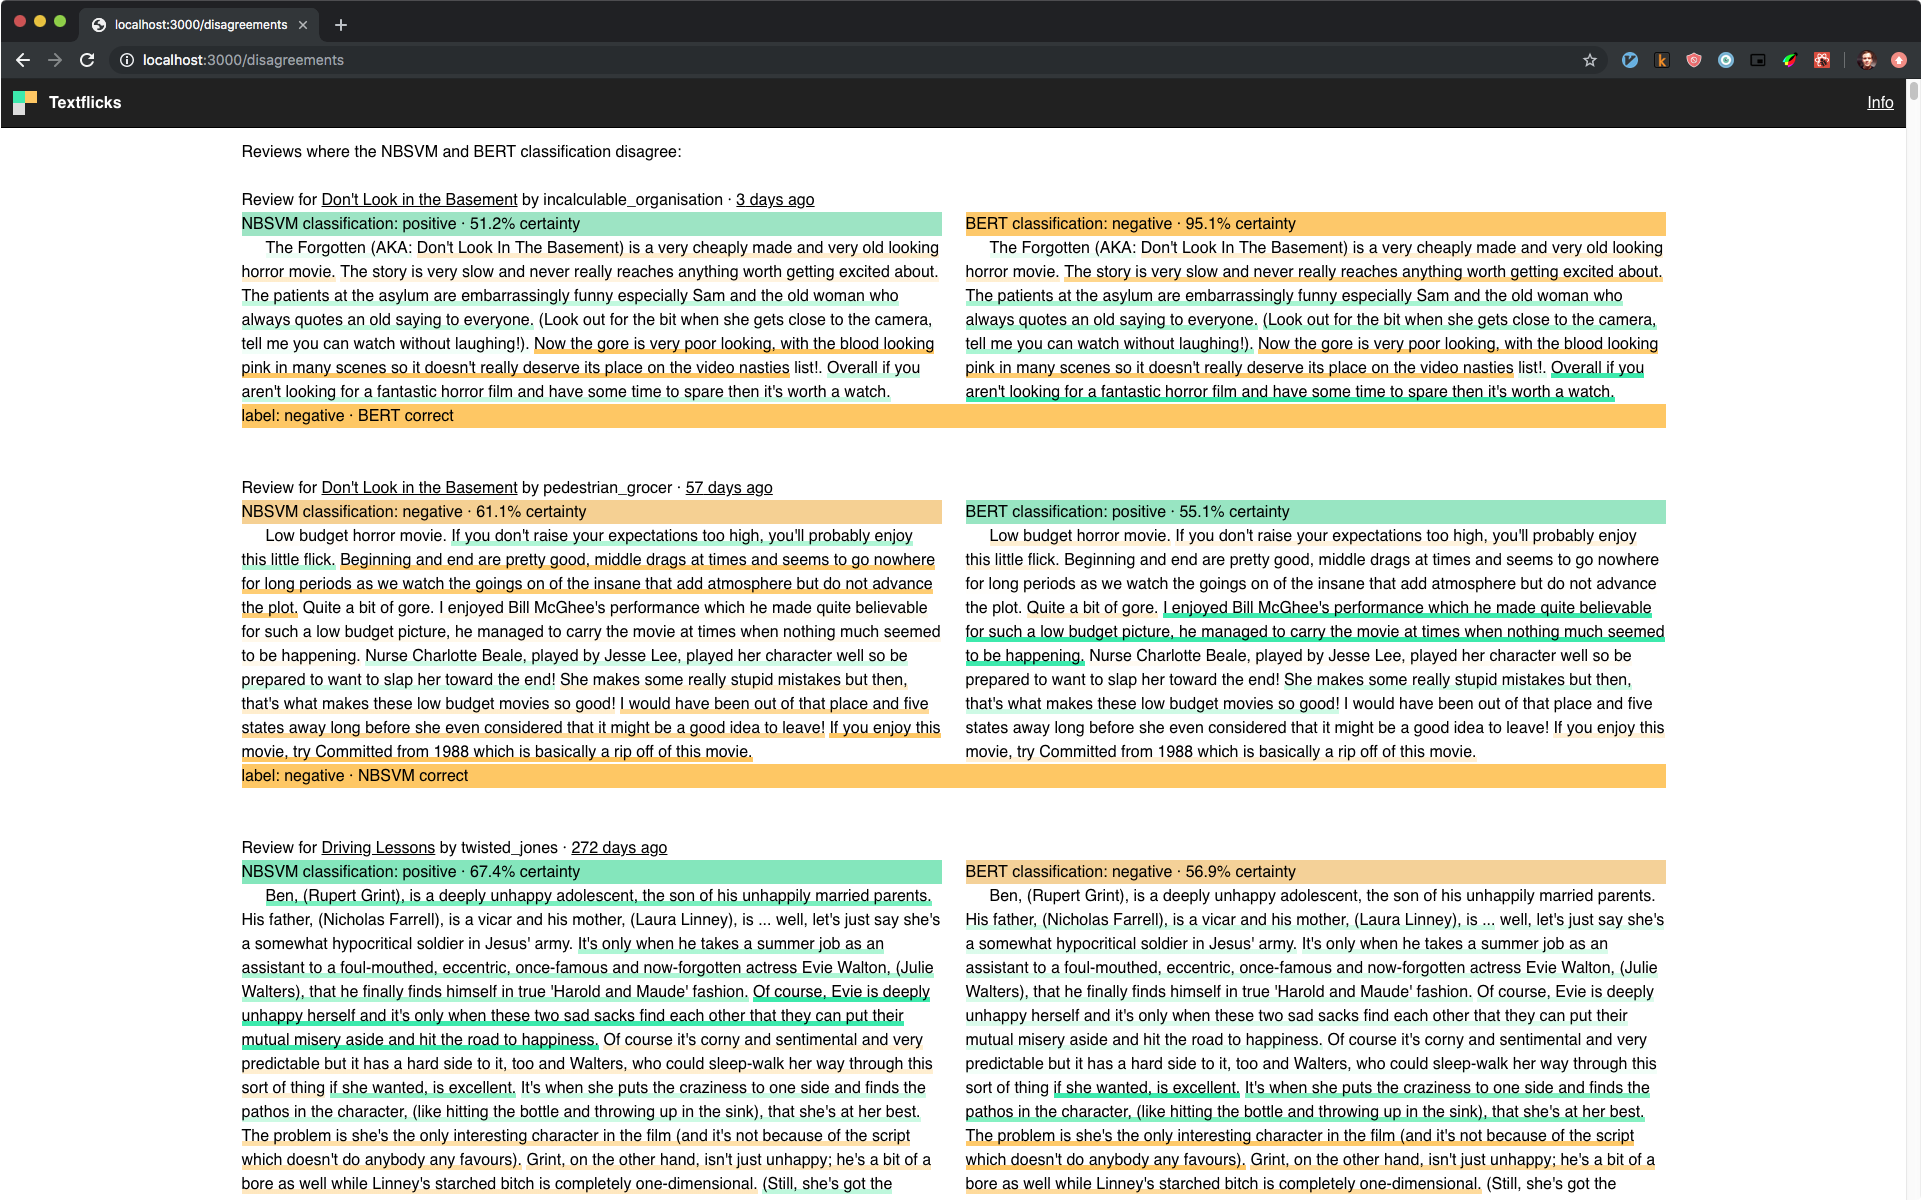 localhost:3000/disagreements
localhost:3000/disagreements
Textflicks
Info
Reviews where the NBSVM and BERT classification disagree:
Review for Don't Look in the Basement by incalculable_organisation · 3 days ago
NBSVM classification: positive · 51.2% certainty
The Forgotten (AKA: Don't Look In The Basement) is a very cheaply made and very old looking
horror movie. The story is very slow and never really reaches anything worth getting excited about.
The patients at the asylum are embarrassingly funny especially Sam and the old woman who
always quotes an old saying to everyone. (Look out for the bit when she gets close to the camera,
tell me you can watch without laughing!). Now the gore is very poor looking, with the blood looking
pink in many scenes so it doesn't really deserve its place on the video nasties list!. Overall if you
aren't looking for a fantastic horror film and have some time to spare then it's worth a watch.
BERT classification: negative · 95.1% certainty
The Forgotten (AKA: Don't Look In The Basement) is a very cheaply made and very old looking
horror movie. The story is very slow and never really reaches anything worth getting excited about.
The patients at the asylum are embarrassingly funny especially Sam and the old woman who
always quotes an old saying to everyone. (Look out for the bit when she gets close to the camera,
tell me you can watch without laughing!). Now the gore is very poor looking, with the blood looking
pink in many scenes so it doesn't really deserve its place on the video nasties list!. Overall if you
aren't looking for a fantastic horror film and have some time to spare then it's worth a watch.
label: negative · BERT correct
Review for Don't Look in the Basement by pedestrian_grocer · 57 days ago
NBSVM classification: negative · 61.1% certainty
Low budget horror movie. If you don't raise your expectations too high, you'll probably enjoy
this little flick. Beginning and end are pretty good, middle drags at times and seems to go nowhere
for long periods as we watch the goings on of the insane that add atmosphere but do not advance
the plot. Quite a bit of gore. I enjoyed Bill McGhee's performance which he made quite believable
for such a low budget picture, he managed to carry the movie at times when nothing much seemed
to be happening. Nurse Charlotte Beale, played by Jesse Lee, played her character well so be
prepared to want to slap her toward the end! She makes some really stupid mistakes but then,
that's what makes these low budget movies so good! I would have been out of that place and five
states away long before she even considered that it might be a good idea to leave! If you enjoy this
movie, try Committed from 1988 which is basically a rip off of this movie.
BERT classification: positive · 55.1% certainty
Low budget horror movie. If you don't raise your expectations too high, you'll probably enjoy
this little flick. Beginning and end are pretty good, middle drags at times and seems to go nowhere
for long periods as we watch the goings on of the insane that add atmosphere but do not advance
the plot. Quite a bit of gore. I enjoyed Bill McGhee's performance which he made quite believable
for such a low budget picture, he managed to carry the movie at times when nothing much seemed
to be happening. Nurse Charlotte Beale, played by Jesse Lee, played her character well so be
prepared to want to slap her toward the end! She makes some really stupid mistakes but then,
that's what makes these low budget movies so good! I would have been out of that place and five
states away long before she even considered that it might be a good idea to leave! If you enjoy this
movie, try Committed from 1988 which is basically a rip off of this movie.
label: negative · NBSVM correct
Review for Driving Lessons by twisted_jones · 272 days ago
NBSVM classification: positive · 67.4% certainty
Ben, (Rupert Grint), is a deeply unhappy adolescent, the son of his unhappily married parents.
His father, (Nicholas Farrell), is a vicar and his mother, (Laura Linney), is ... well, let's just say she's
a somewhat hypocritical soldier in Jesus' army. It's only when he takes a summer job as an
assistant to a foul-mouthed, eccentric, once-famous and now-forgotten actress Evie Walton, (Julie
Walters), that he finally finds himself in true 'Harold and Maude' fashion. Of course, Evie is deeply
unhappy herself and it's only when these two sad sacks find each other that they can put their
mutual misery aside and hit the road to happiness. Of course it's corny and sentimental and very
predictable but it has a hard side to it, too and Walters, who could sleep-walk her way through this
sort of thing if she wanted, is excellent. It's when she puts the craziness to one side and finds the
pathos in the character, (like hitting the bottle and throwing up in the sink), that she's at her best.
The problem is she's the only interesting character in the film (and it's not because of the script
which doesn't do anybody any favours). Grint, on the other hand, isn't just unhappy; he's a bit of a
bore as well while Linney's starched bitch is completely one-dimensional. (Still, she's got the
BERT classification: negative · 56.9% certainty
Ben, (Rupert Grint), is a deeply unhappy adolescent, the son of his unhappily married parents.
His father, (Nicholas Farrell), is a vicar and his mother, (Laura Linney), is ... well, let's just say she's
a somewhat hypocritical soldier in Jesus' army. It's only when he takes a summer job as an
assistant to a foul-mouthed, eccentric, once-famous and now-forgotten actress Evie Walton, (Julie
Walters), that he finally finds himself in true 'Harold and Maude' fashion. Of course, Evie is deeply
unhappy herself and it's only when these two sad sacks find each other that they can put their
mutual misery aside and hit the road to happiness. Of course it's corny and sentimental and very
predictable but it has a hard side to it, too and Walters, who could sleep-walk her way through this
sort of thing if she wanted, is excellent. It's when she puts the craziness to one side and finds the
pathos in the character, (like hitting the bottle and throwing up in the sink), that she's at her best.
The problem is she's the only interesting character in the film (and it's not because of the script
which doesn't do anybody any favours). Grint, on the other hand, isn't just unhappy; he's a bit of a
bore as well while Linney's starched bitch is completely one-dimensional. (Still, she's got the